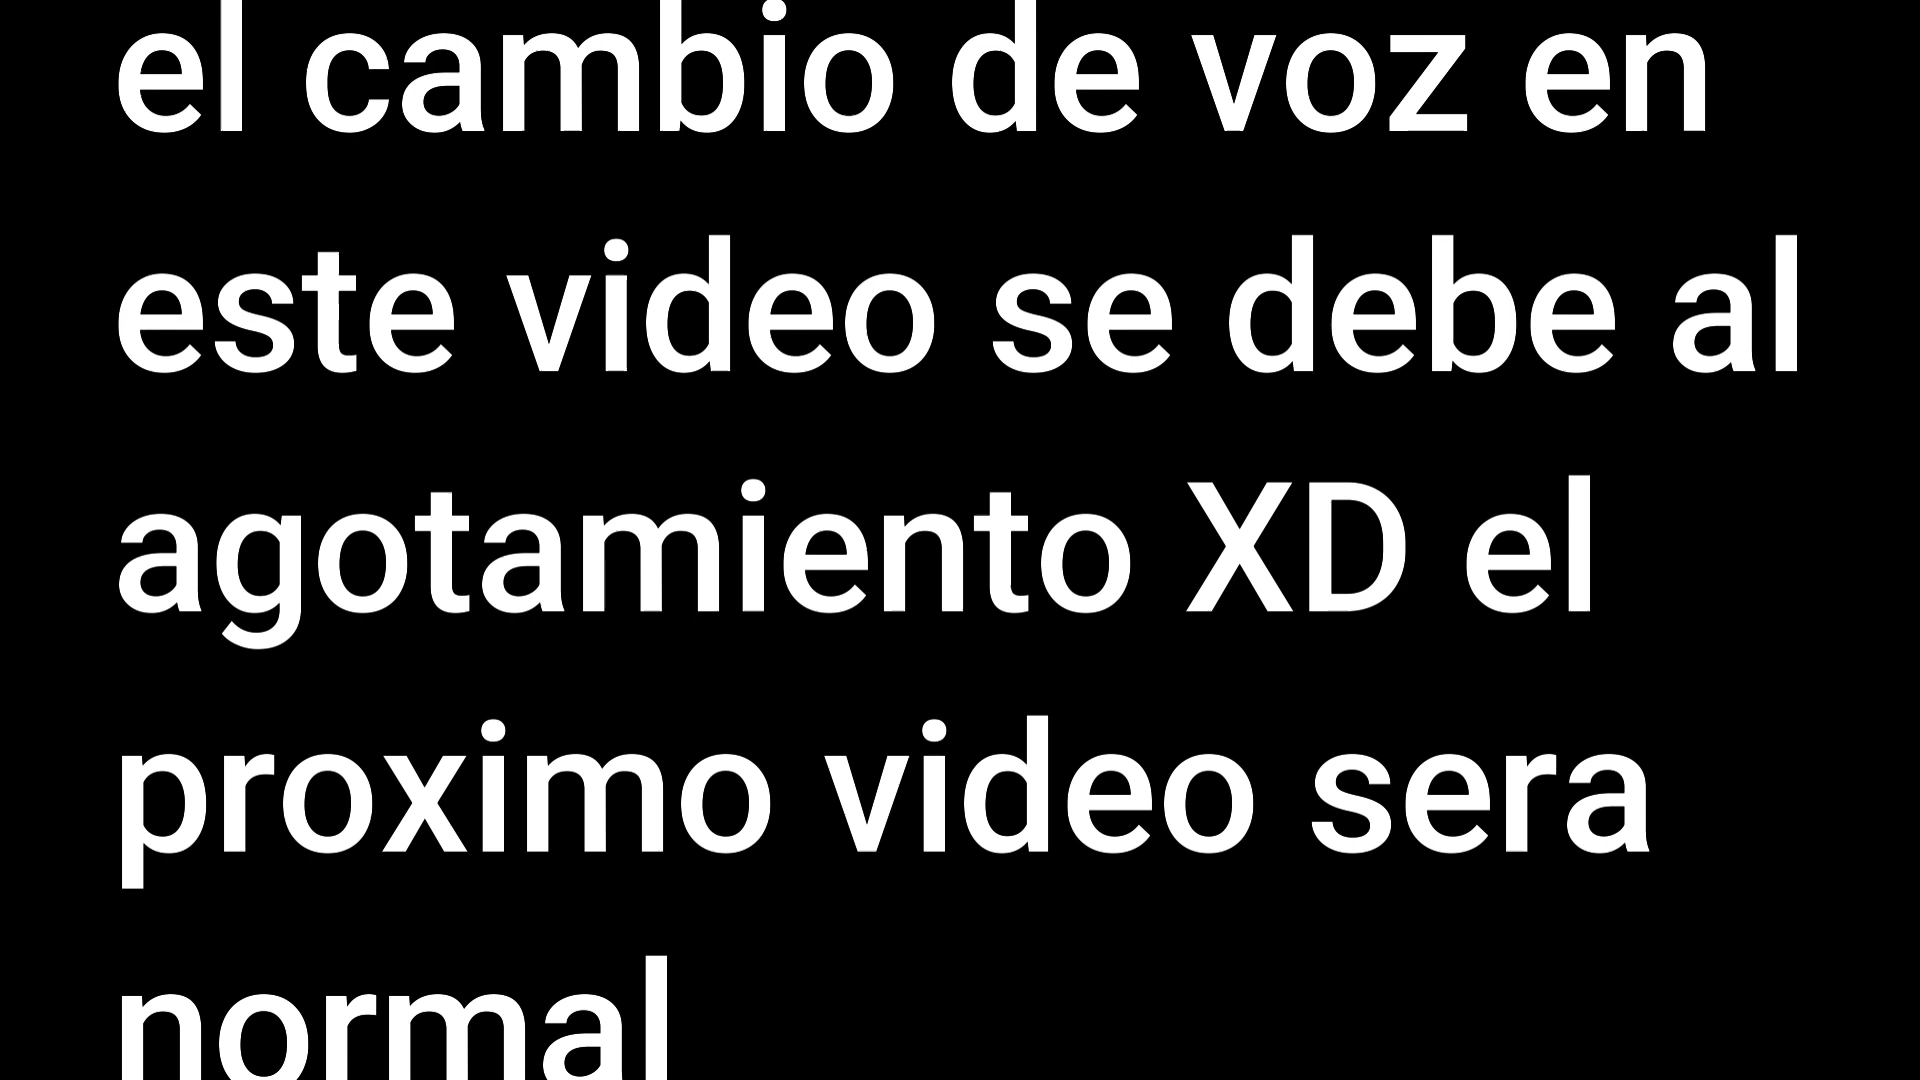 el cambio de voz en
este video se debe al
agotamiento XD el
proximo video sera
normal